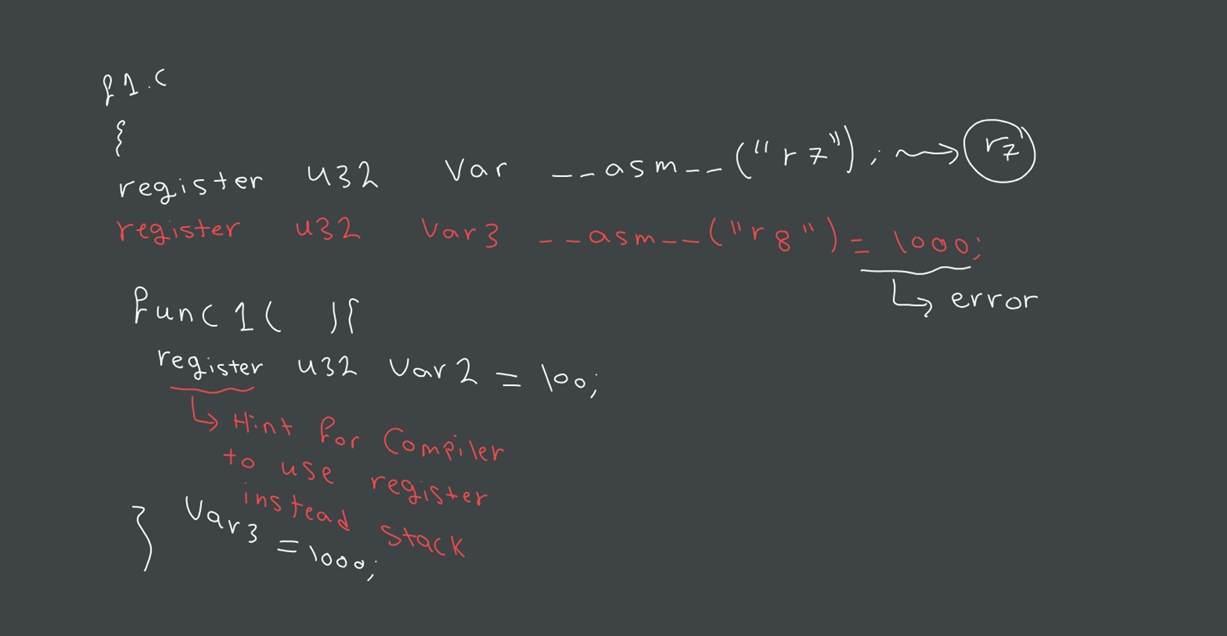 f1.c
{
register u32 var __asm__("r7"); r7
register u32 var3 __asm__("r8") = 1000;
error
func1( ){
register u32 var2 = 100;
Hint for Compiler
to use register
instead stack
var3 = 1000;
}